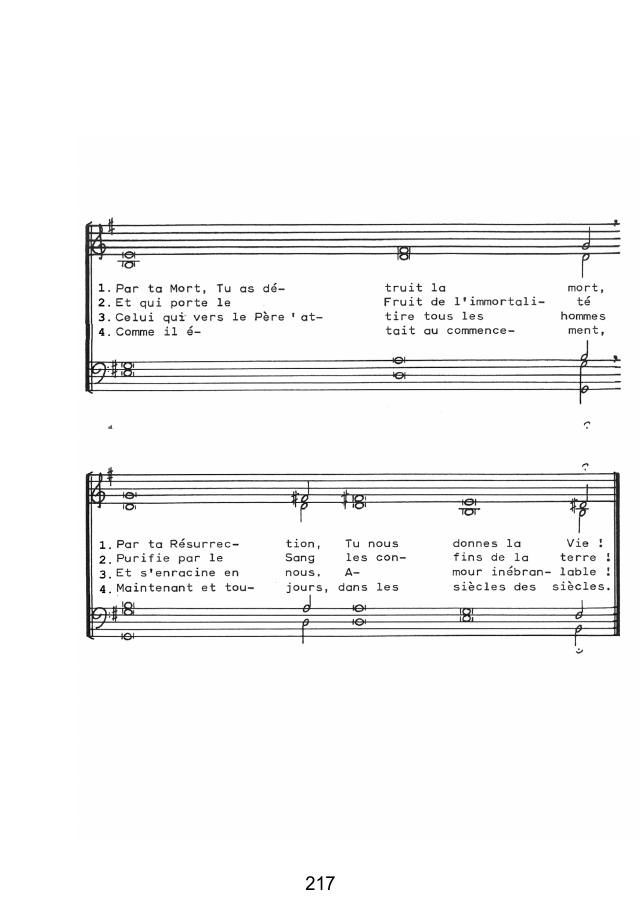 1. Par ta Mort, Tu as dé- truit la mort,
2. Et qui porte le Fruit de l'immortali- té
3. Celui qui vers le Père 'at- tire tous les hommes
4. Comme il é- tait au commence- ment,
1. Par ta Résurrec- tion, Tu nous donnes la Vie !
2. Purifie par le Sang les con- fins de la terre !
3. Et s'enracine en nous, A- mour inébran- lable !
4. Maintenant et tou- jours, dans les siècles des siècles.
217